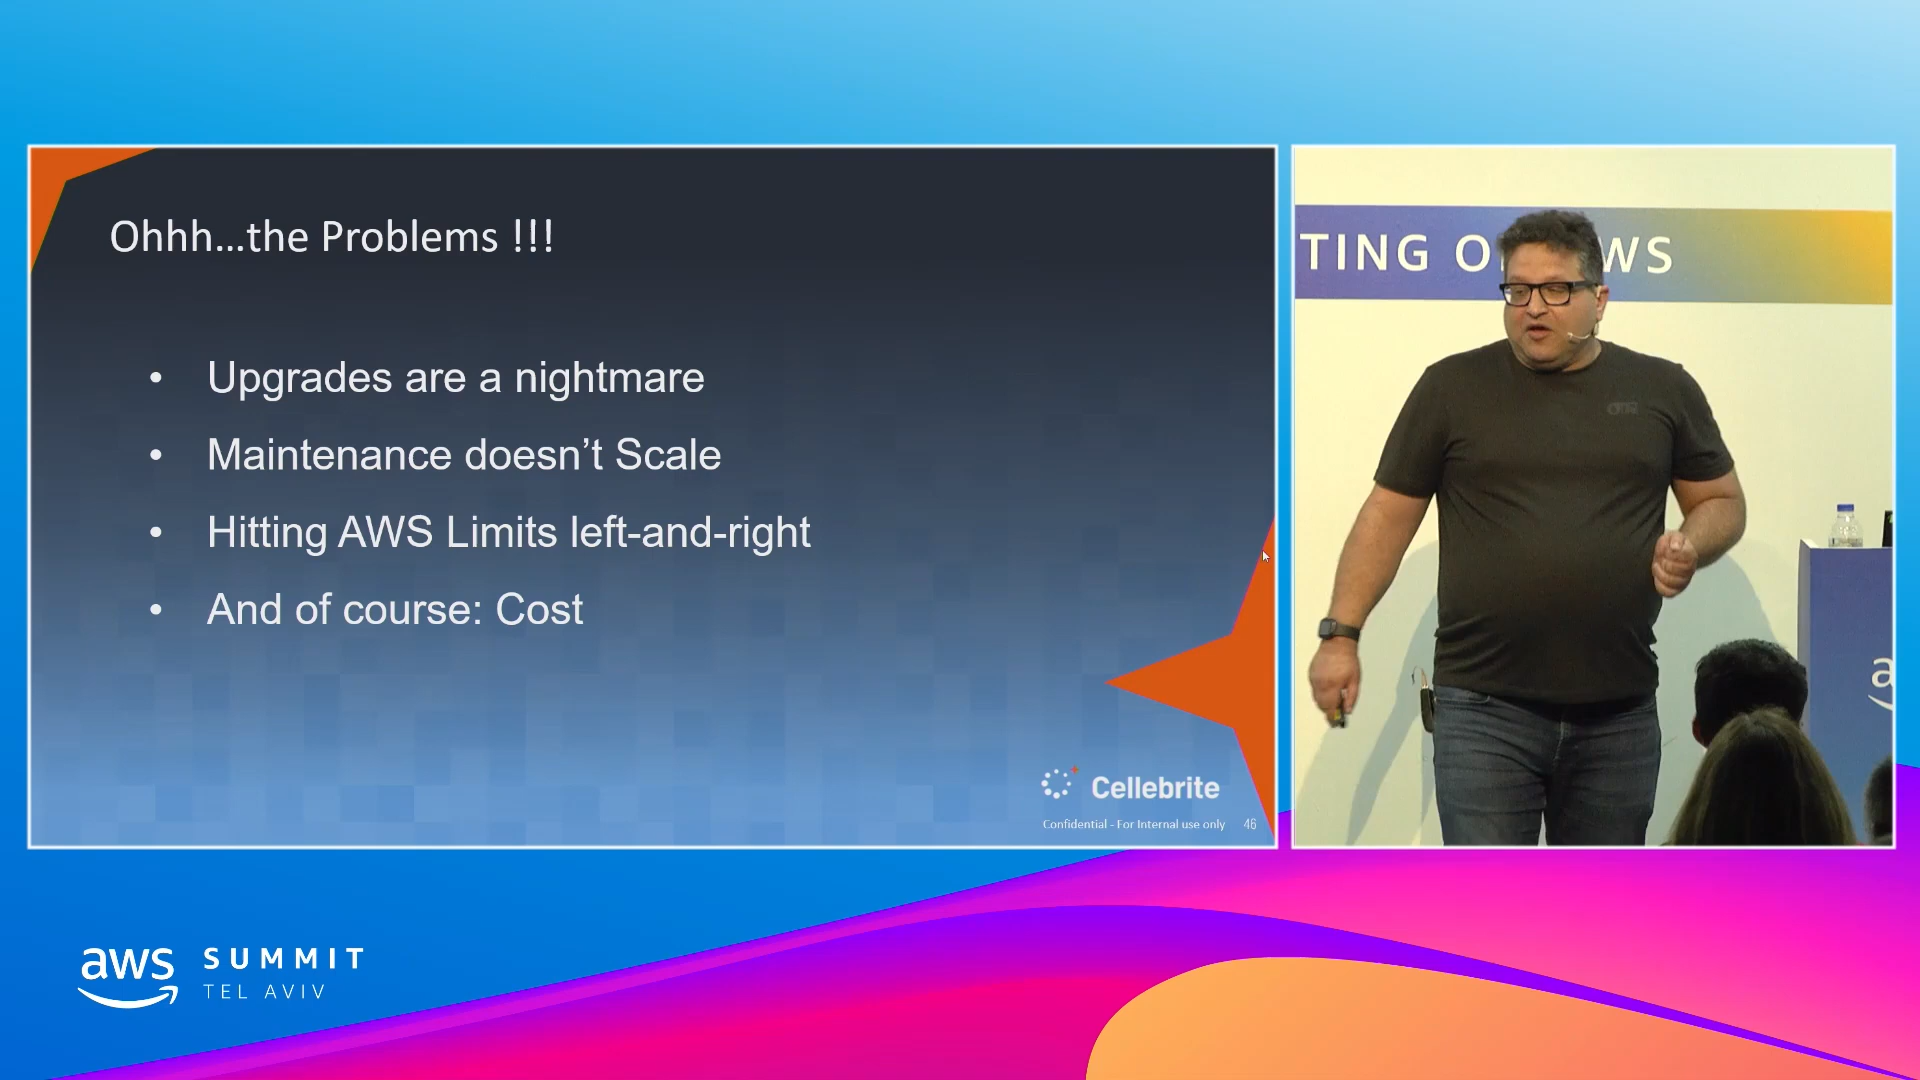 Ohhh...the Problems !!!
• Upgrades are a nightmare
• Maintenance doesn’t Scale
• Hitting AWS Limits left-and-right
• And of course: Cost
Cellebrite
Confidential - For Internal use only 46
TING O WS
a
aws SUMMIT
TEL AVIV